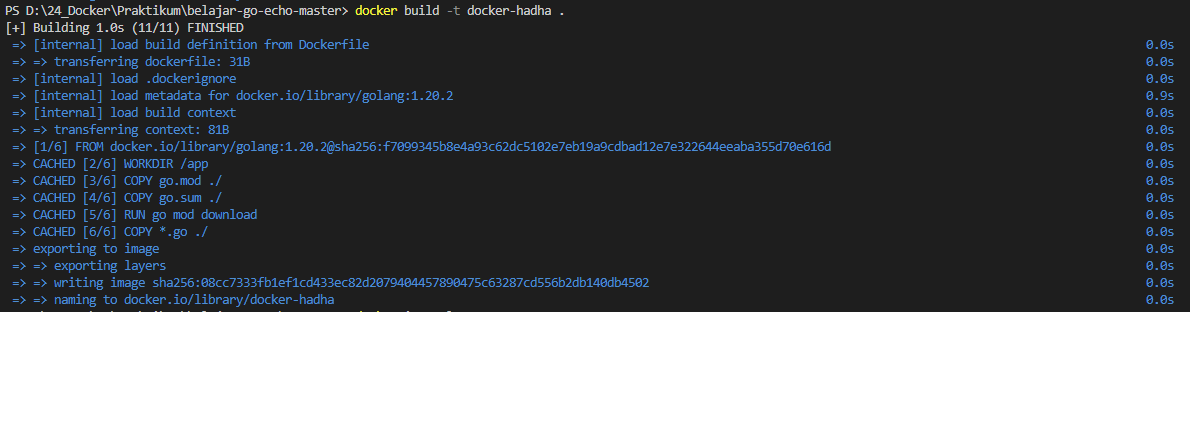 PS D:\24_Docker\Praktikum\belajar-go-echo-master> docker build -t docker-hadha .
[+] Building 1.0s (11/11) FINISHED
=> [internal] load build definition from Dockerfile 0.0s
=> => transferring dockerfile: 31B 0.0s
=> [internal] load .dockerignore 0.0s
=> [internal] load metadata for docker.io/library/golang:1.20.2 0.9s
=> [internal] load build context 0.0s
=> => transferring context: 81B 0.0s
=> [1/6] FROM docker.io/library/golang:1.20.2@sha256:f7099345b8e4a93c62dc5102e7eb19a9cdbad12e7e322644eeaba355d70e616d 0.0s
=> CACHED [2/6] WORKDIR /app 0.0s
=> CACHED [3/6] COPY go.mod ./ 0.0s
=> CACHED [4/6] COPY go.sum ./ 0.0s
=> CACHED [5/6] RUN go mod download 0.0s
=> CACHED [6/6] COPY *.go ./ 0.0s
=> exporting to image 0.0s
=> => exporting layers 0.0s
=> => writing image sha256:08cc7333fb1ef1cd433ec82d2079404457890475c63287cd556b2db140db4502 0.0s
=> => naming to docker.io/library/docker-hadha 0.0s